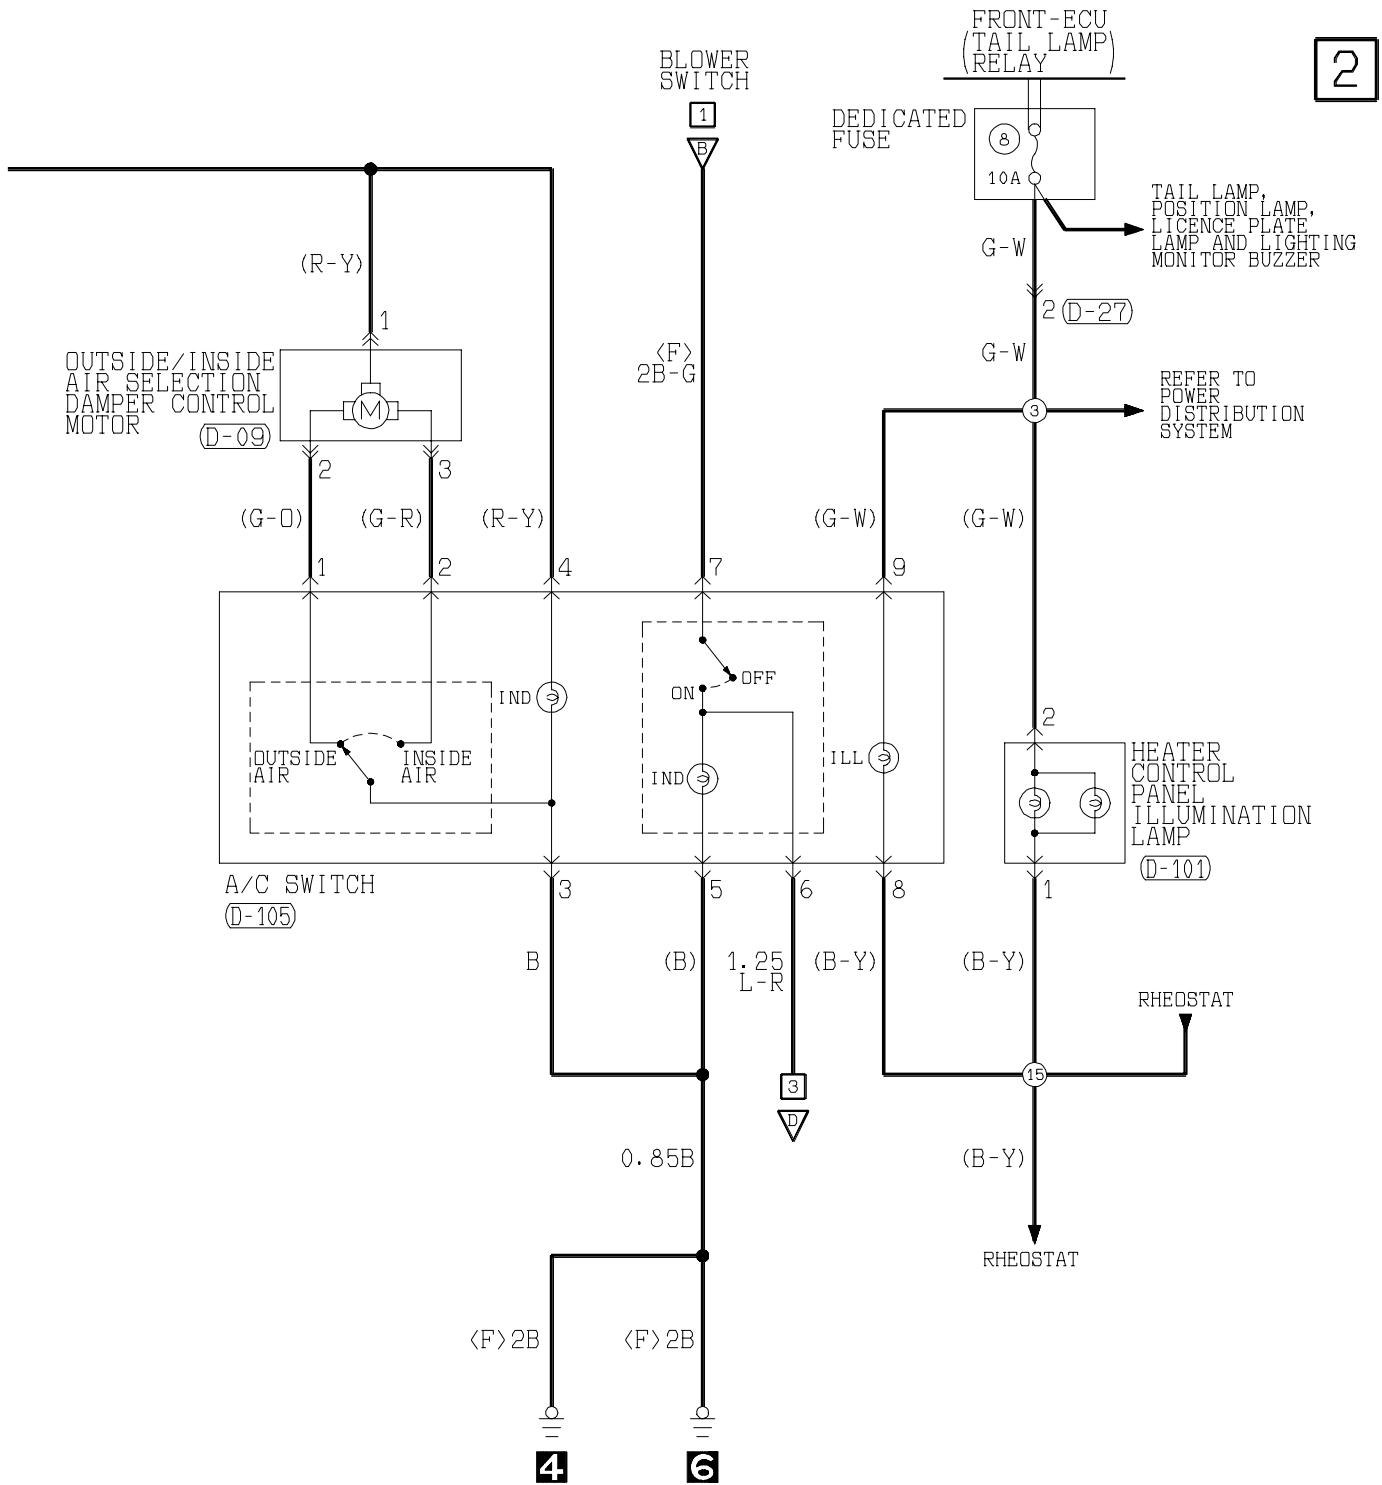 FRONT-ECU
(TAIL LAMP)
RELAY
2
BLOWER
SWITCH
1
B
DEDICATED
FUSE
8
10A
TAIL LAMP,
POSITION LAMP,
LICENCE PLATE
LAMP AND LIGHTING
MONITOR BUZZER
G-W
(R-Y)
2 (D-27)
1
G-W
<F>
2B-G
OUTSIDE/INSIDE
AIR SELECTION
DAMPER CONTROL
MOTOR
(D-09)
M
REFER TO
POWER
DISTRIBUTION
SYSTEM
3
2
3
(G-O)
(G-R)
(R-Y)
(G-W)
(G-W)
1
2
4
7
9
OFF
ON
IND
2
OUTSIDE
AIR
INSIDE
AIR
IND
ILL
HEATER
CONTROL
PANEL
ILLUMINATION
LAMP
(D-101)
A/C SWITCH
(D-105)
3
5
6
8
1
B
(B)
1.25
L-R
(B-Y)
(B-Y)
RHEOSTAT
3
D
15
0.85B
(B-Y)
RHEOSTAT
<F>2B
<F>2B
4
6